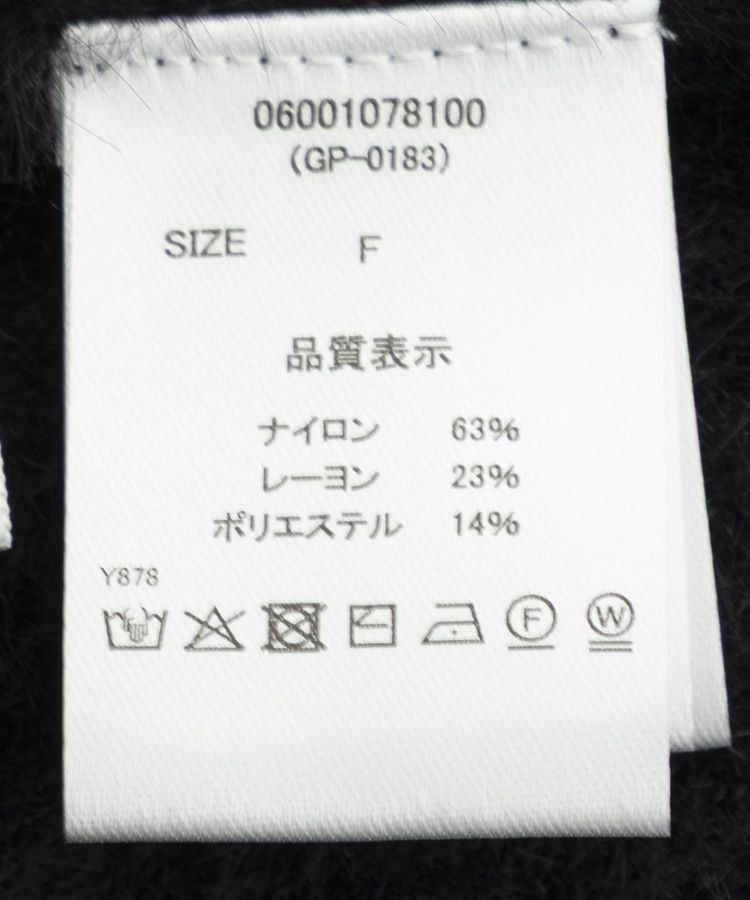 06001078100
(GP-0183)
SIZE F
品質表示
ナイロン 63%
レーヨン 23%
ポリエステル 14%
Y878
F W